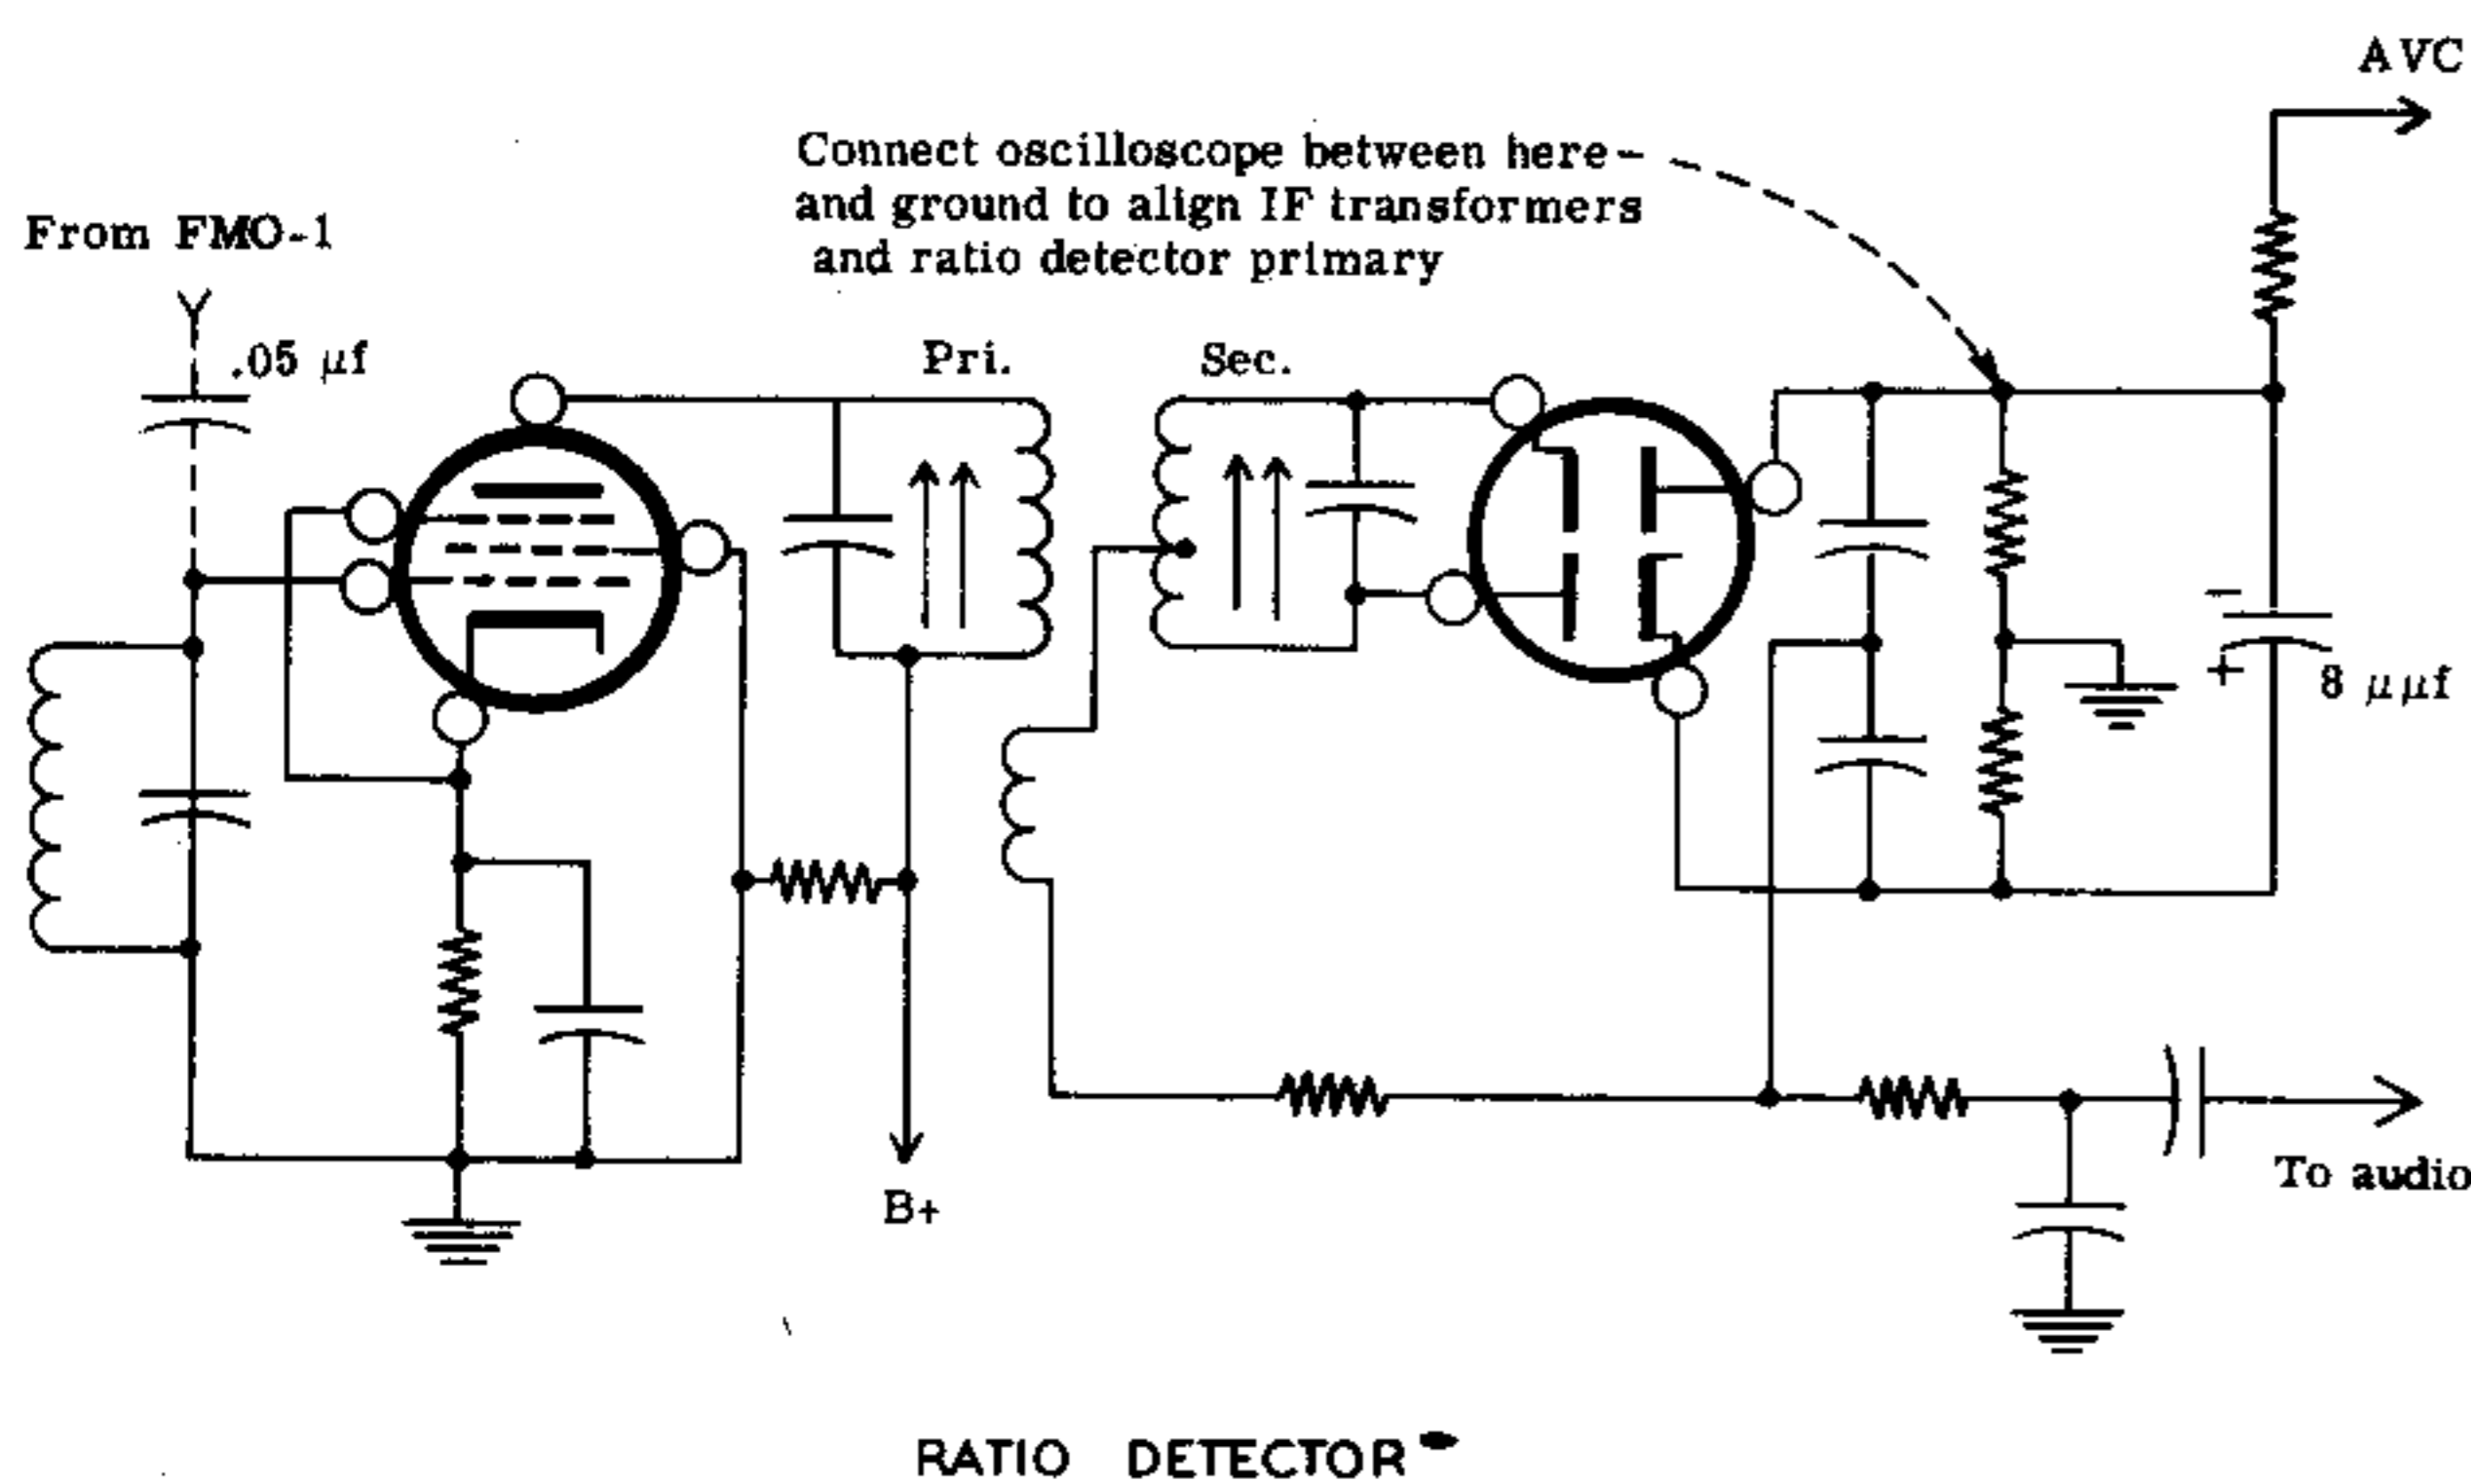 AVC
Connect oscilloscope between here
and ground to align IF transformers
and ratio detector primary
From FMO-1
.05 μf
Pri.
Sec.
−
+
8 μμf
B+
To audio
RATIO DETECTOR